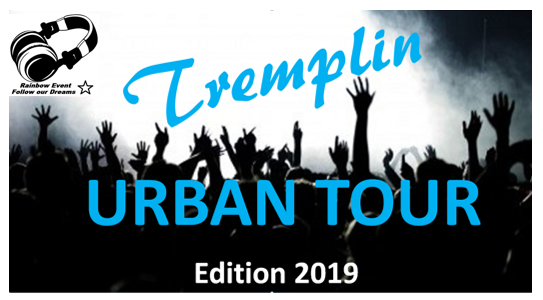 Rainbow Event
Follow our Dreams
Tremplin
URBAN TOUR
Edition 2019